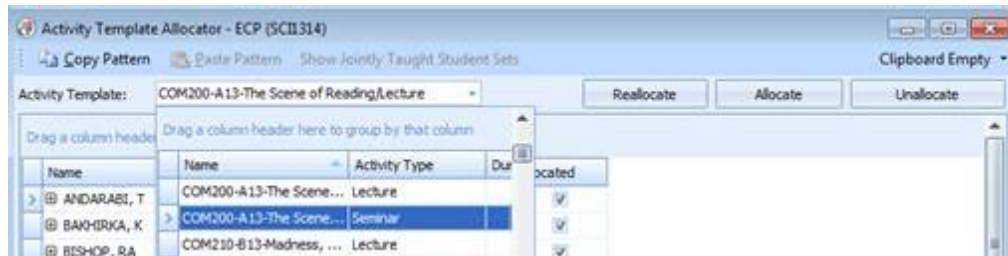 Activity Template Allocator - ECP (SCI1314)
Copy Pattern Paste Pattern Show Jointly Taught Student Sets Clipboard Empty
Activity Template: COM200-A13-The Scene of Reading/Lecture Reallocate Allocate Unallocate
Drag a column header Drag a column header here to group by that column
Name Name Activity Type Dur ocated
ANDARABI, T COM200-A13-The Scene... Lecture
BAKHIRKA, K COM200-A13-The Scene... Seminar
BISHOP, RA COM210-B13-Madness, ... Lecture